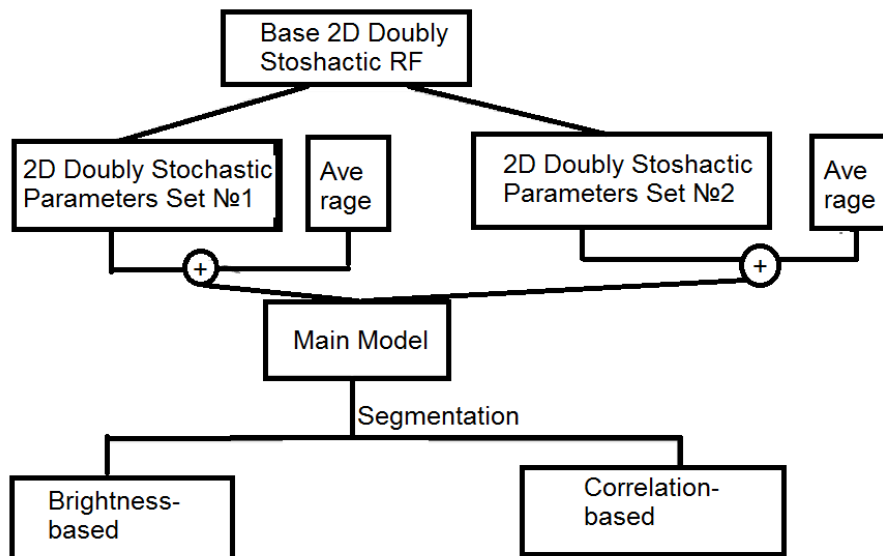 Base 2D Doubly
Stoshactic RF
2D Doubly Stochastic
Parameters Set №1
Ave
rage
2D Doubly Stoshactic
Parameters Set №2
Ave
rage
+
+
Main Model
Segmentation
Brightness-
based
Correlation-
based